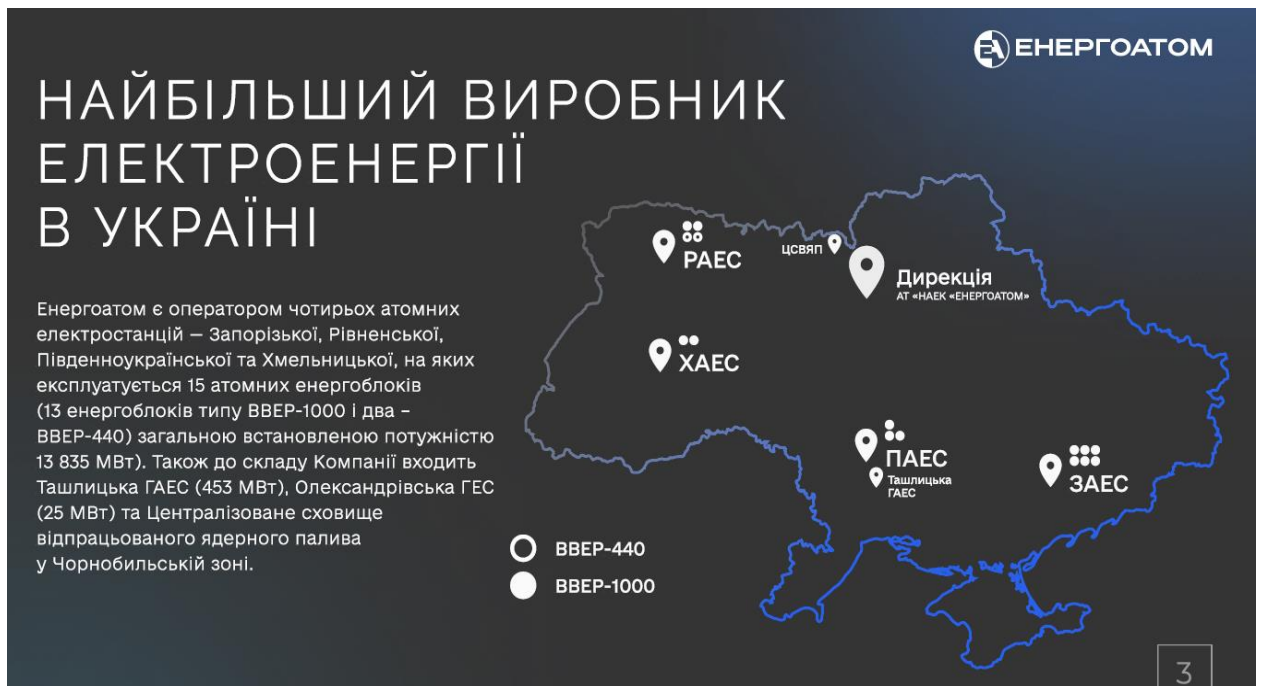 ЕНЕРГОАТОМ
НАЙБІЛЬШИЙ ВИРОБНИК
ЕЛЕКТРОЕНЕРГІЇ
В УКРАЇНІ
Енергоатом є оператором чотирьох атомних
електростанцій — Запорізької, Рівненської,
Південноукраїнської та Хмельницької, на яких
експлуатується 15 атомних енергоблоків
(13 енергоблоків типу ВВЕР-1000 і два –
ВВЕР-440) загальною встановленою потужністю
13 835 МВт). Також до складу Компанії входить
Ташлицька ГАЕС (453 МВт), Олександрівська ГЕС
(25 МВт) та Централізоване сховище
відпрацьованого ядерного палива
у Чорнобильській зоні.
РАЕС
ЦСВЯП
Дирекція
АТ «НАЕК «ЕНЕРГОАТОМ»
ХАЕС
ПАЕС
Ташлицька
ГАЕС
ЗАЕС
ВВЕР-440
ВВЕР-1000
3